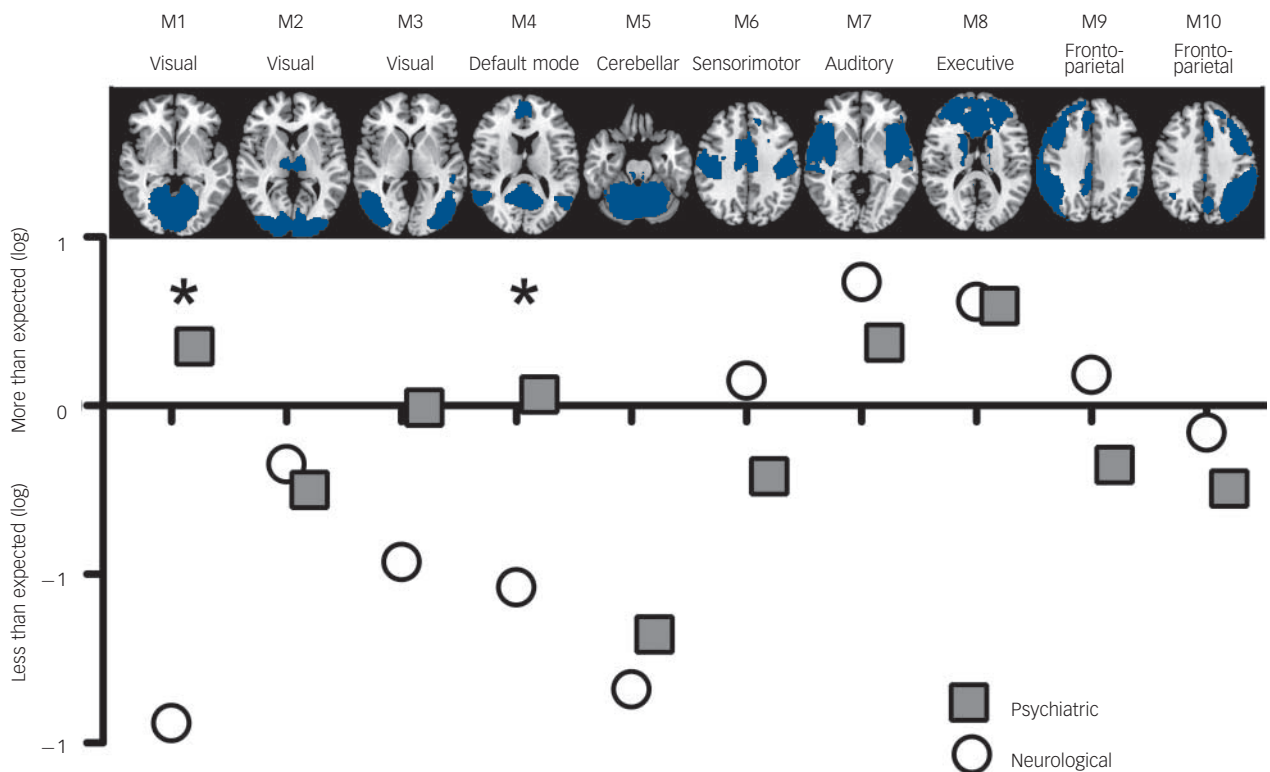 M1 M2 M3 M4 M5 M6 M7 M8 M9 M10
Visual Visual Visual Default mode Cerebellar Sensorimotor Auditory Executive Fronto-parietal Fronto-parietal
1
More than expected (log)
*
*
0
Less than expected (log)
−1
−1
Psychiatric
Neurological